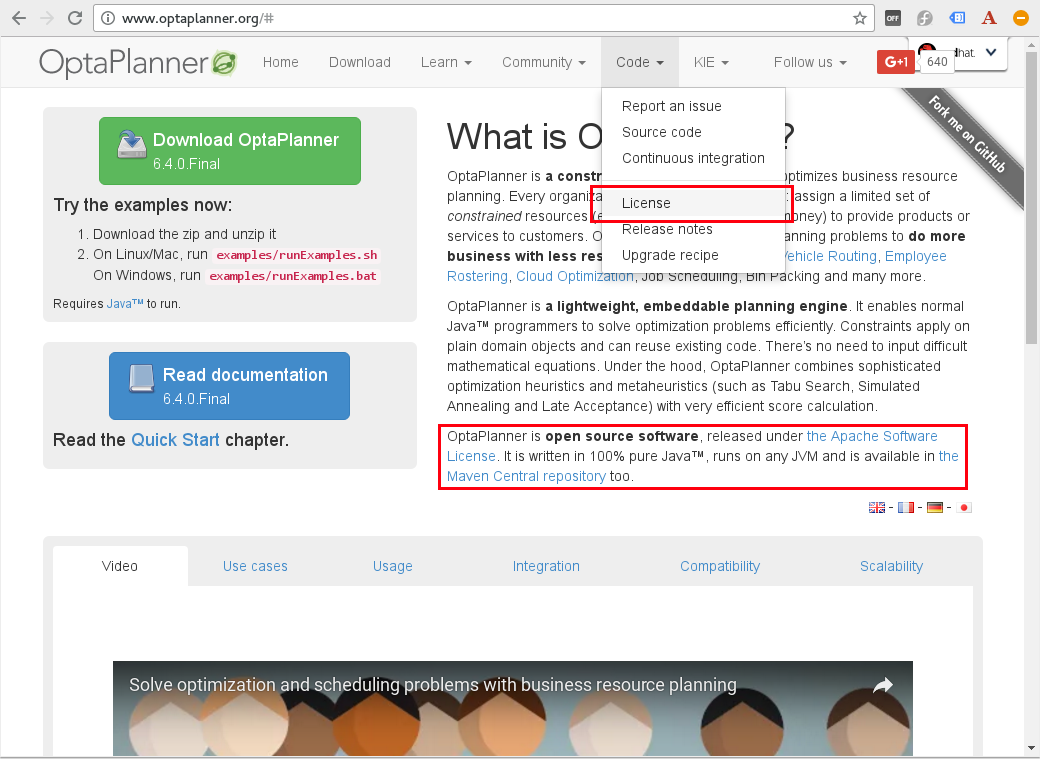 www.optaplanner.org/#
OFF
A
OptaPlanner
Home
Download
Learn
Community
Code
KIE
Follow us
G+1
640
hat.
Report an issue
Source code
Continuous integration
License
Release notes
Upgrade recipe
Fork me on GitHub
Download OptaPlanner
6.4.0.Final
Try the examples now:
1. Download the zip and unzip it
2. On Linux/Mac, run examples/runExamples.sh
On Windows, run examples/runExamples.bat
Requires Java™ to run.
Read documentation
6.4.0.Final
Read the Quick Start chapter.
What is O ?
OptaPlanner is a constr optimizes business resource
planning. Every organiza assign a limited set of
constrained resources (e money) to provide products or
services to customers. O planning problems to do more
business with less res Vehicle Routing, Employee
Rostering, Cloud Optimization, Job Scheduling, Bin Packing and many more.
OptaPlanner is a lightweight, embeddable planning engine. It enables normal
Java™ programmers to solve optimization problems efficiently. Constraints apply on
plain domain objects and can reuse existing code. There's no need to input difficult
mathematical equations. Under the hood, OptaPlanner combines sophisticated
optimization heuristics and metaheuristics (such as Tabu Search, Simulated
Annealing and Late Acceptance) with very efficient score calculation.
OptaPlanner is open source software, released under the Apache Software
License. It is written in 100% pure Java™, runs on any JVM and is available in the
Maven Central repository too.
- - -
Video
Use cases
Usage
Integration
Compatibility
Scalability
Solve optimization and scheduling problems with business resource planning